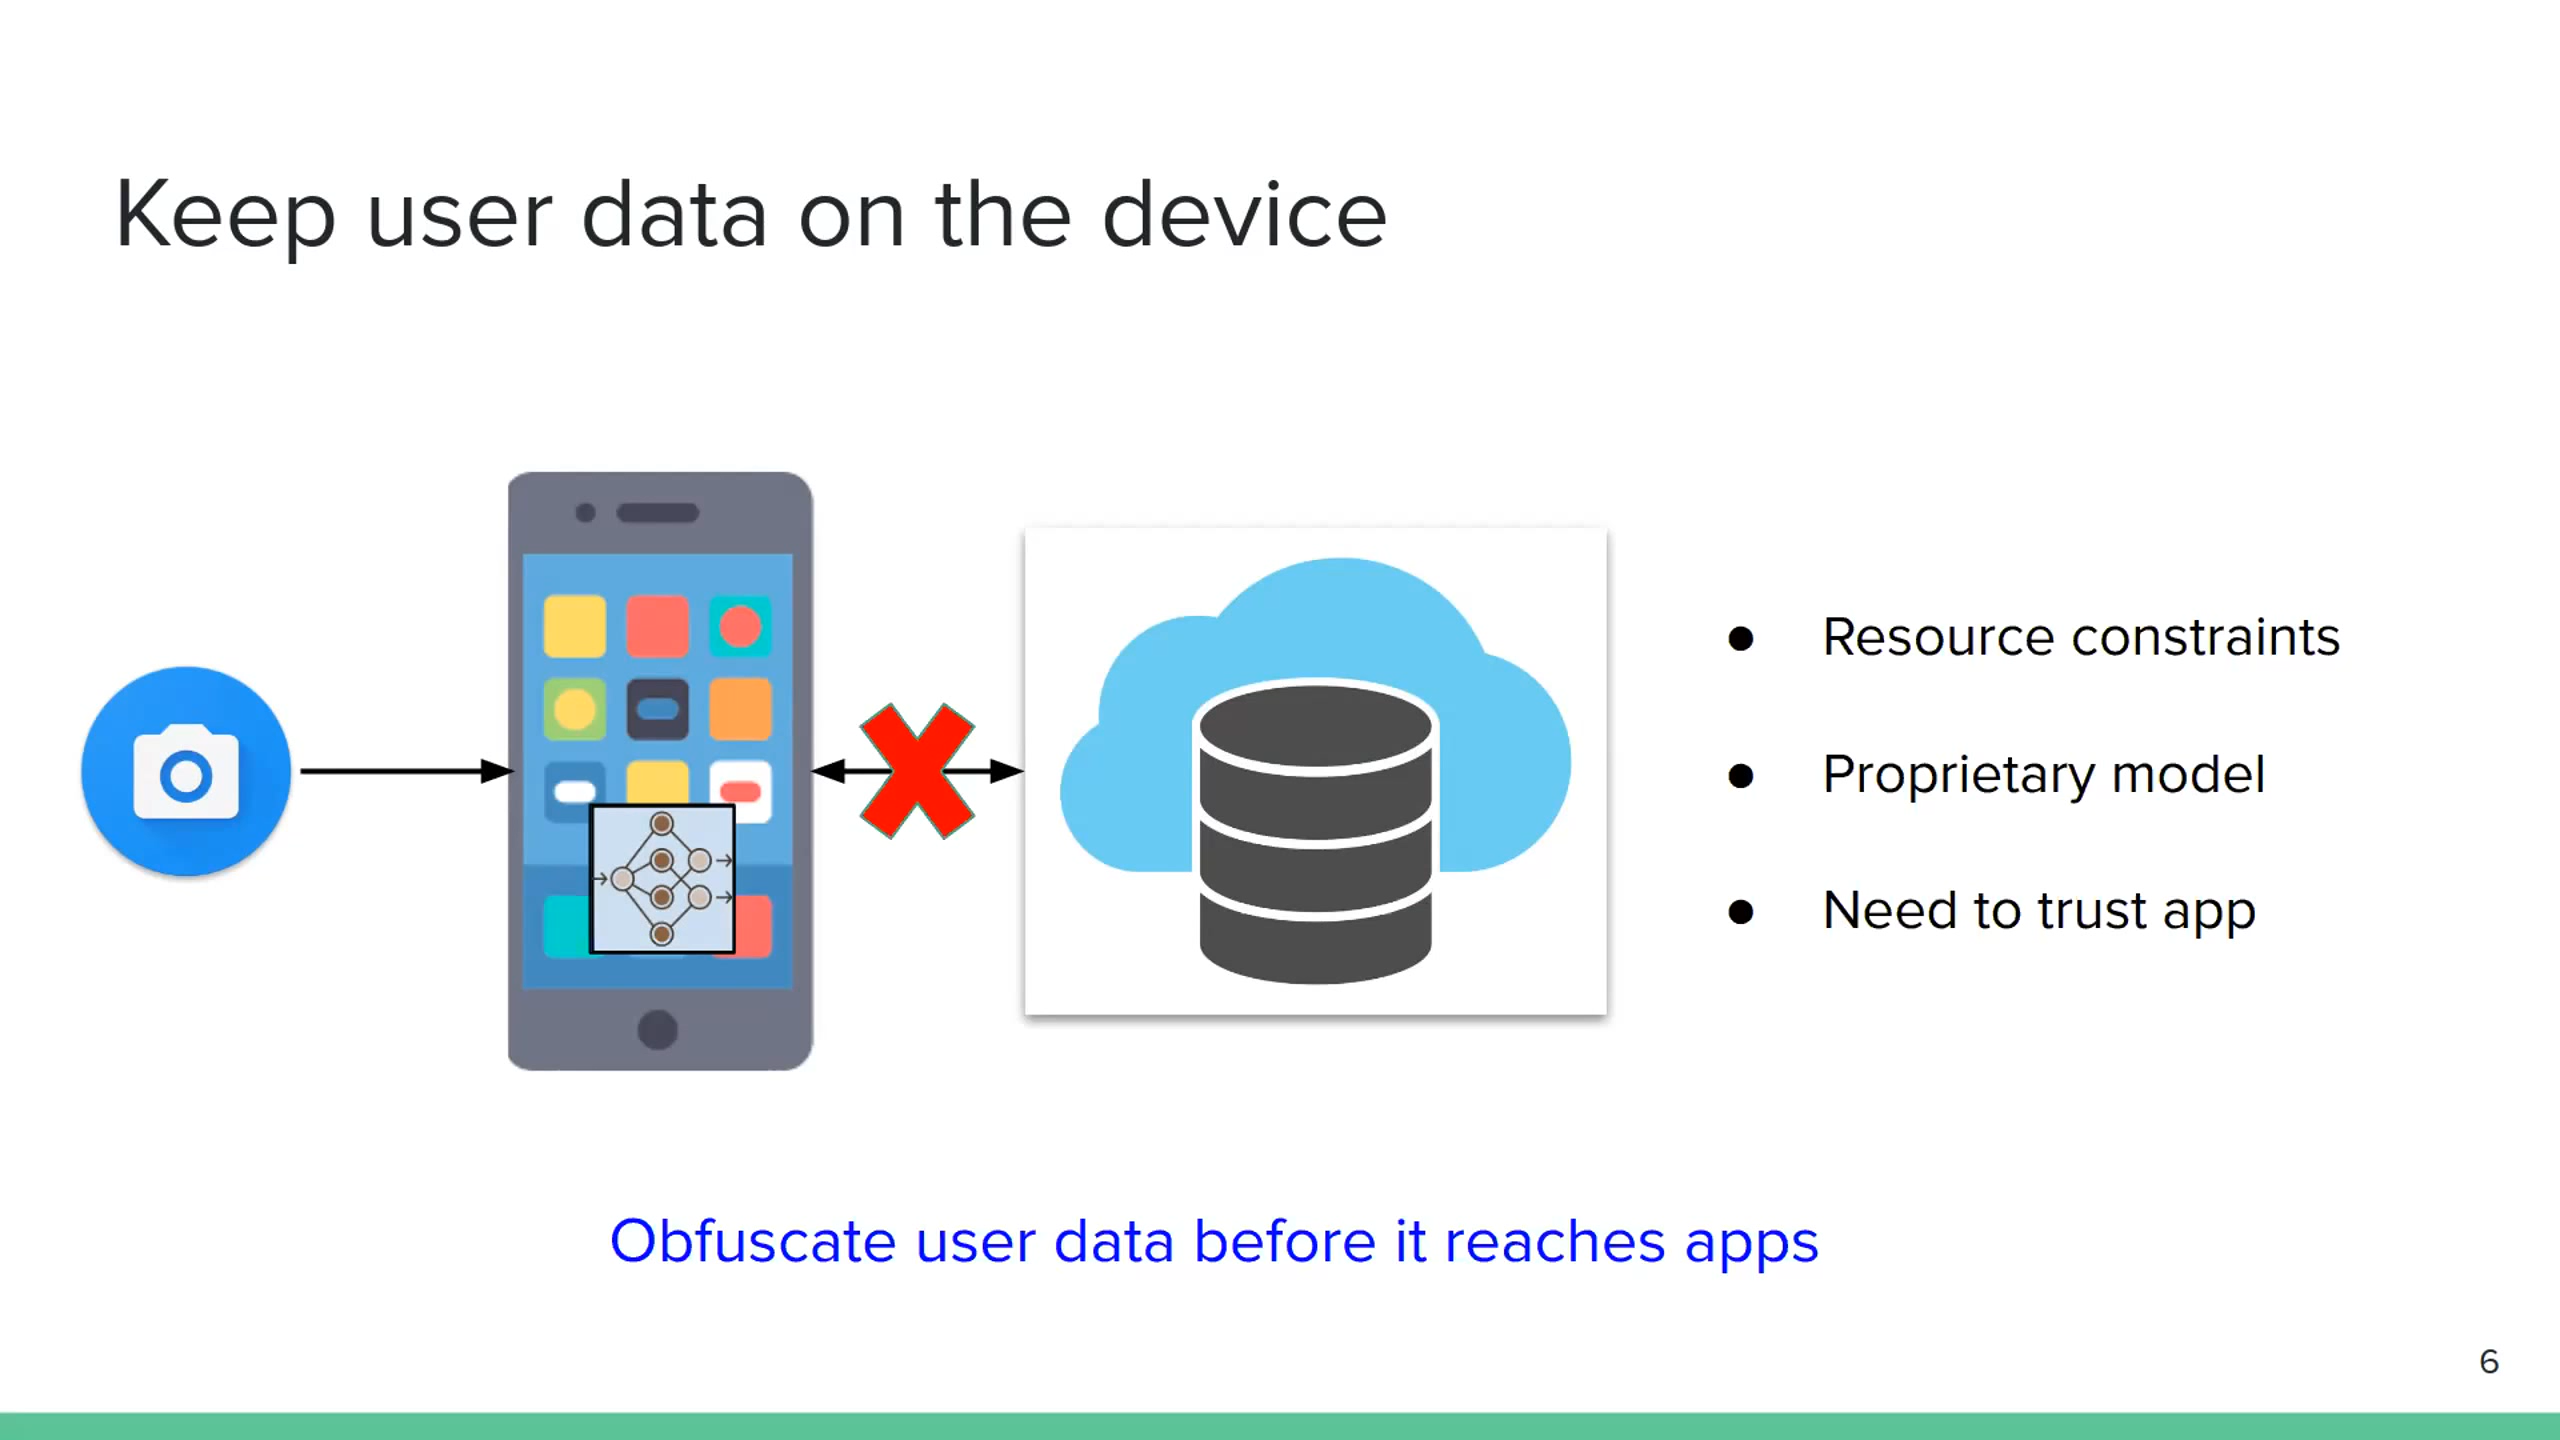 Keep user data on the device
● Resource constraints
● Proprietary model
● Need to trust app
Obfuscate user data before it reaches apps
6